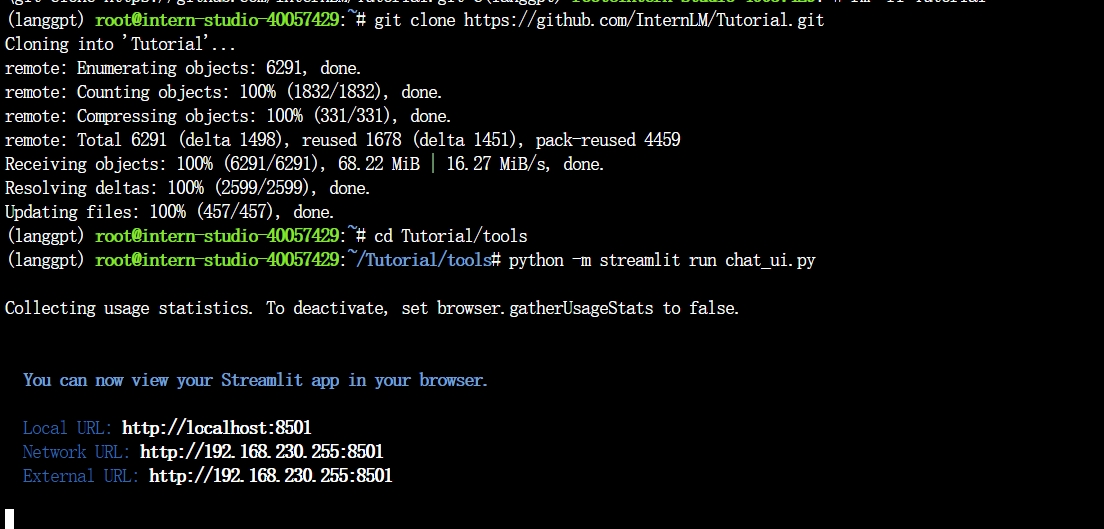 (langgpt) root@intern-studio-40057429:~# git clone https://github.com/InternLM/Tutorial.git
Cloning into 'Tutorial'...
remote: Enumerating objects: 6291, done.
remote: Counting objects: 100% (1832/1832), done.
remote: Compressing objects: 100% (331/331), done.
remote: Total 6291 (delta 1498), reused 1678 (delta 1451), pack-reused 4459
Receiving objects: 100% (6291/6291), 68.22 MiB | 16.27 MiB/s, done.
Resolving deltas: 100% (2599/2599), done.
Updating files: 100% (457/457), done.
(langgpt) root@intern-studio-40057429:~# cd Tutorial/tools
(langgpt) root@intern-studio-40057429:~/Tutorial/tools# python -m streamlit run chat_ui.py
Collecting usage statistics. To deactivate, set browser.gatherUsageStats to false.
You can now view your Streamlit app in your browser.
Local URL: http://localhost:8501
Network URL: http://192.168.230.255:8501
External URL: http://192.168.230.255:8501